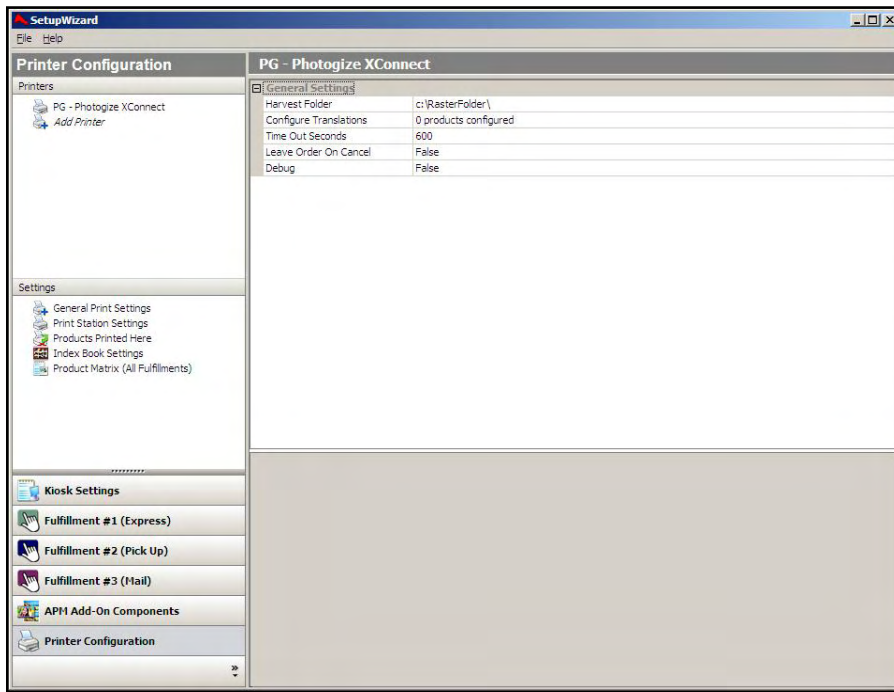 SetupWizard
File Help
Printer Configuration
PG - Photogize XConnect
Printers
PG - Photogize XConnect
Add Printer
General Settings
Harvest Folder c:\RasterFolder\
Configure Translations 0 products configured
Time Out Seconds 600
Leave Order On Cancel False
Debug False
Settings
General Print Settings
Print Station Settings
Products Printed Here
Index Book Settings
Product Matrix (All Fulfillments)
Kiosk Settings
Fulfillment #1 (Express)
Fulfillment #2 (Pick Up)
Fulfillment #3 (Mail)
APM Add-On Components
Printer Configuration